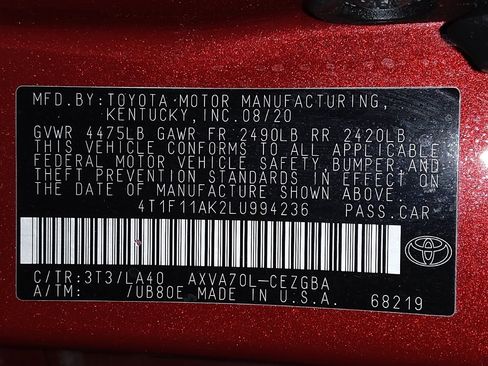 MFD.BY:TOYOTA·MOTOR MANUFACTURING,
KENTUCKY,INC.08/20
GVWR 4475LB GAWR FR 2490LB RR 2420LB
THIS VEHICLE CONFORMS TO ALL APPLICABLE
FEDERAL MOTOR VEHICLE SAFETY,BUMPER,AND
THEFT PREVENTION STANDARDS IN EFFECT ON
THE DATE OF MANUFACTURE SHOWN ABOVE.
4T1F11AK2LU994236 PASS.CAR
C/TR:3T3/LA40 AXVA70L-CEZGBA
A/TM: /UB80E MADE IN U.S.A. 68219